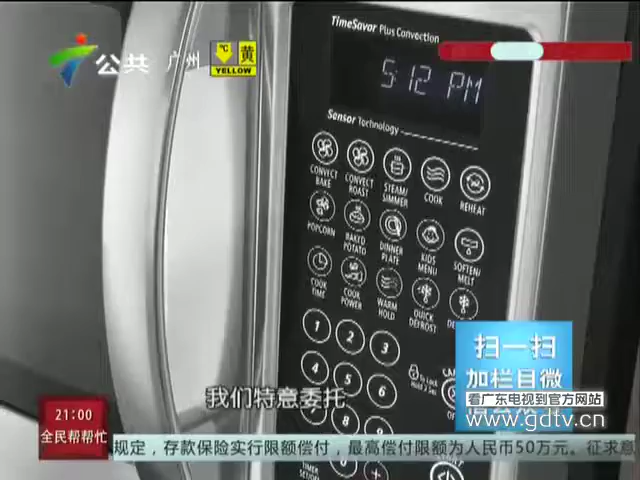 公共
广州
℃
黄
YELLOW
TimeSavor Plus Convection
5:12 PM
Sensor Technology
CONVECT BAKE
CONVECT ROAST
STEAM/ SIMMER
COOK
REHEAT
POPCORN
BAKED POTATO
DINNER PLATE
KIDS MENU
SOFTEN/ MELT
COOK TIME
COOK POWER
WARM HOLD
QUICK DEFROST
1
2
3
4
5
6
7
扫一扫
加栏目微
看广东电视到官方网站
www.gdtv.cn
我们特意委托
21:00
全民帮帮忙
规定，存款保险实行限额偿付，最高偿付限额为人民币50万元。征求意